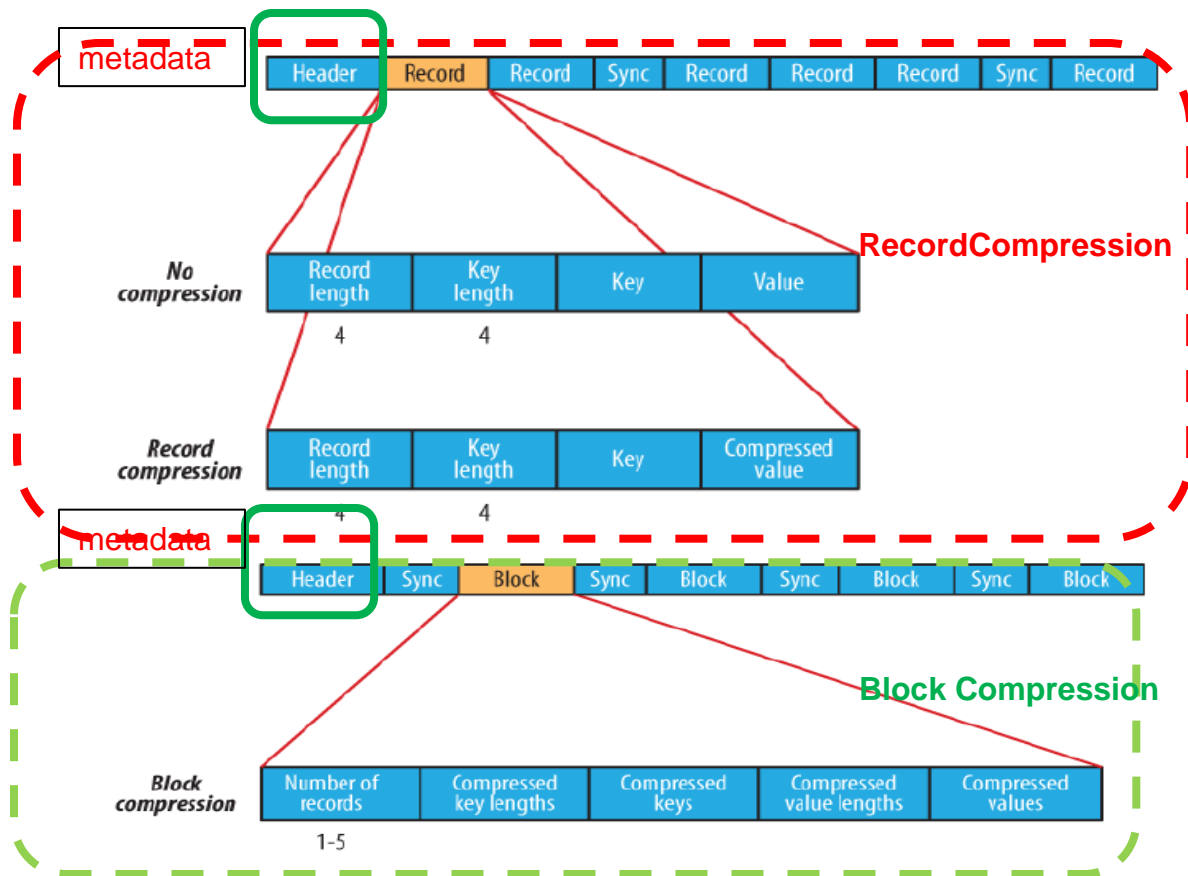 metadata
Header Record Record Sync Record Record Record Sync Record
RecordCompression
No
compression
Record
length
Key
length
Key
Value
4 4
Record
compression
Record
length
Key
length
Key
Compressed
value
4 4
metadata
Header Sync Block Sync Block Sync Block Sync Block
Block Compression
Block
compression
Number of
records
Compressed
key lengths
Compressed
keys
Compressed
value lengths
Compressed
values
1-5